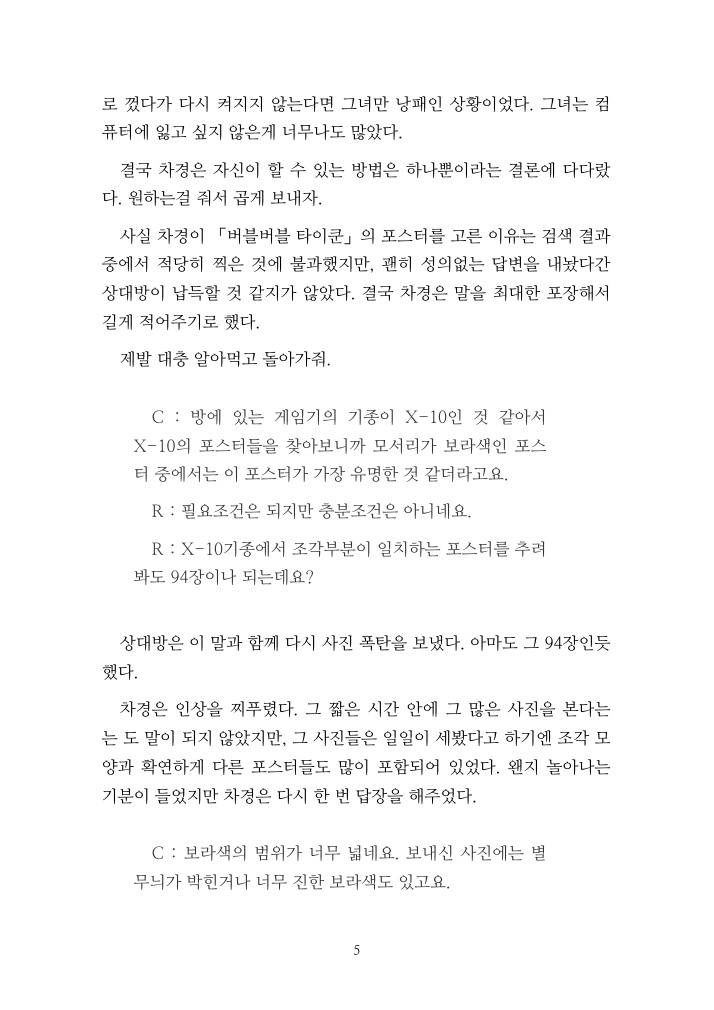 로 껐다가 다시 켜지지 않는다면 그녀만 낭패인 상황이었다. 그녀는 컴
퓨터에 잃고 싶지 않은게 너무나도 많았다.
결국 차경은 자신이 할 수 있는 방법은 하나뿐이라는 결론에 다다랐
다. 원하는걸 줘서 곱게 보내자.
사실 차경이 「버블버블 타이쿤」의 포스터를 고른 이유는 검색 결과
중에서 적당히 찍은 것에 불과했지만, 괜히 성의없는 답변을 내놨다간
상대방이 납득할 것 같지가 않았다. 결국 차경은 말을 최대한 포장해서
길게 적어주기로 했다.
제발 대충 알아먹고 돌아가줘.
C : 방에 있는 게임기의 기종이 X-10인 것 같아서
X-10의 포스터들을 찾아보니까 모서리가 보라색인 포스
터 중에서는 이 포스터가 가장 유명한 것 같더라고요.
R : 필요조건은 되지만 충분조건은 아니네요.
R : X-10기종에서 조각부분이 일치하는 포스터를 추려
봐도 94장이나 되는데요?
상대방은 이 말과 함께 다시 사진 폭탄을 보냈다. 아마도 그 94장인듯
했다.
차경은 인상을 찌푸렸다. 그 짧은 시간 안에 그 많은 사진을 본다는
는 도 말이 되지 않았지만, 그 사진들은 일일이 세봤다고 하기엔 조각 모
양과 확연하게 다른 포스터들도 많이 포함되어 있었다. 왠지 놀아나는
기분이 들었지만 차경은 다시 한 번 답장을 해주었다.
C : 보라색의 범위가 너무 넓네요. 보내신 사진에는 별
무늬가 박힌거나 너무 진한 보라색도 있고요.
5